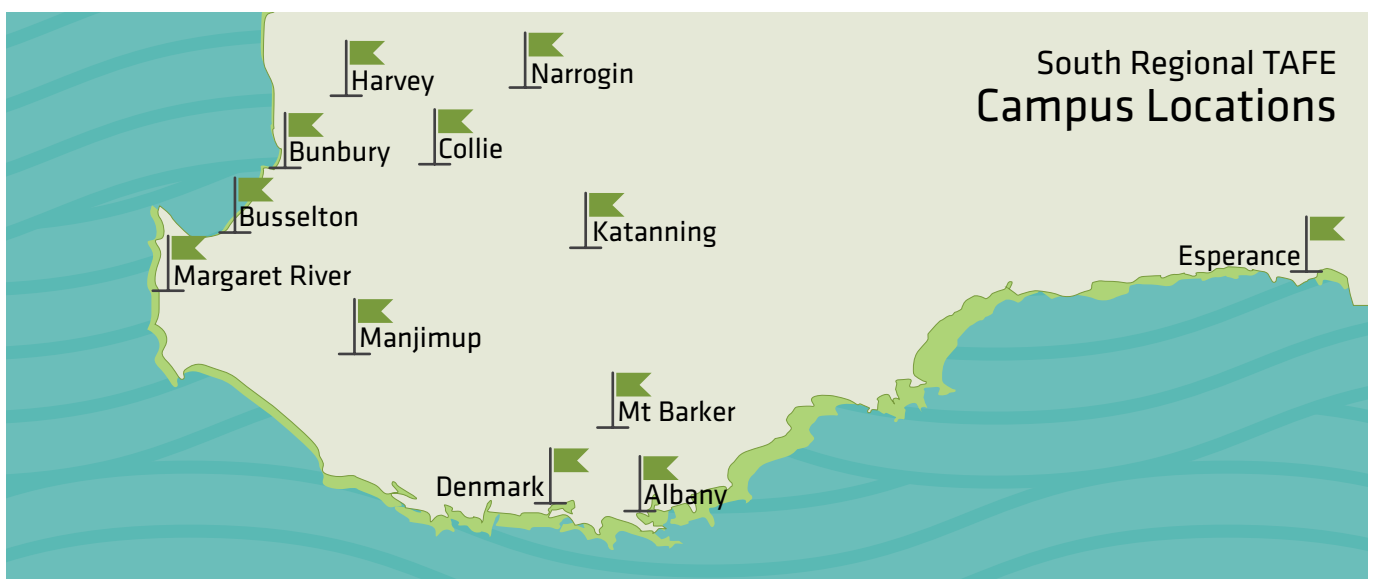 South Regional TAFE
Campus Locations
Harvey
Narrogin
Bunbury
Collie
Busselton
Katanning
Esperance
Margaret River
Manjimup
Mt Barker
Denmark
Albany